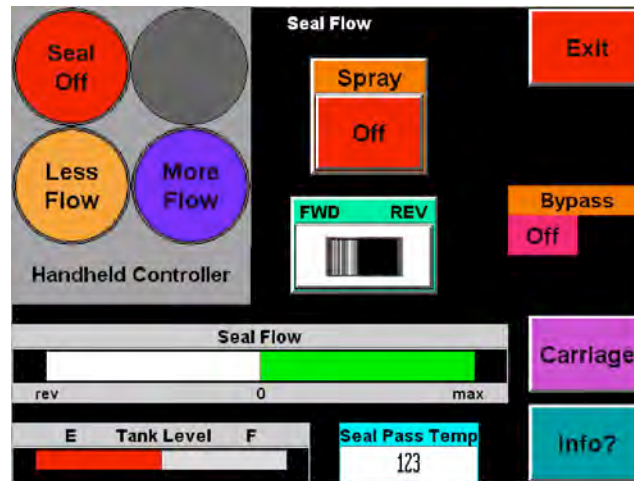 Seal Flow
Exit
Seal
Off
Spray
Off
Less
Flow
More
Flow
FWD REV
Bypass
Off
Handheld Controller
Seal Flow
rev 0 max
Carriage
E Tank Level F
Seal Pass Temp
123
Info?